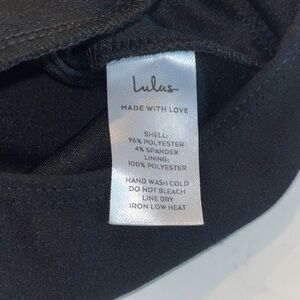 Lulus
MADE WITH LOVE
SHELL:
96% POLYESTER
4% SPANDEX
LINING:
100% POLYESTER
HAND WASH COLD
DO NOT BLEACH
LINE DRY
IRON LOW HEAT